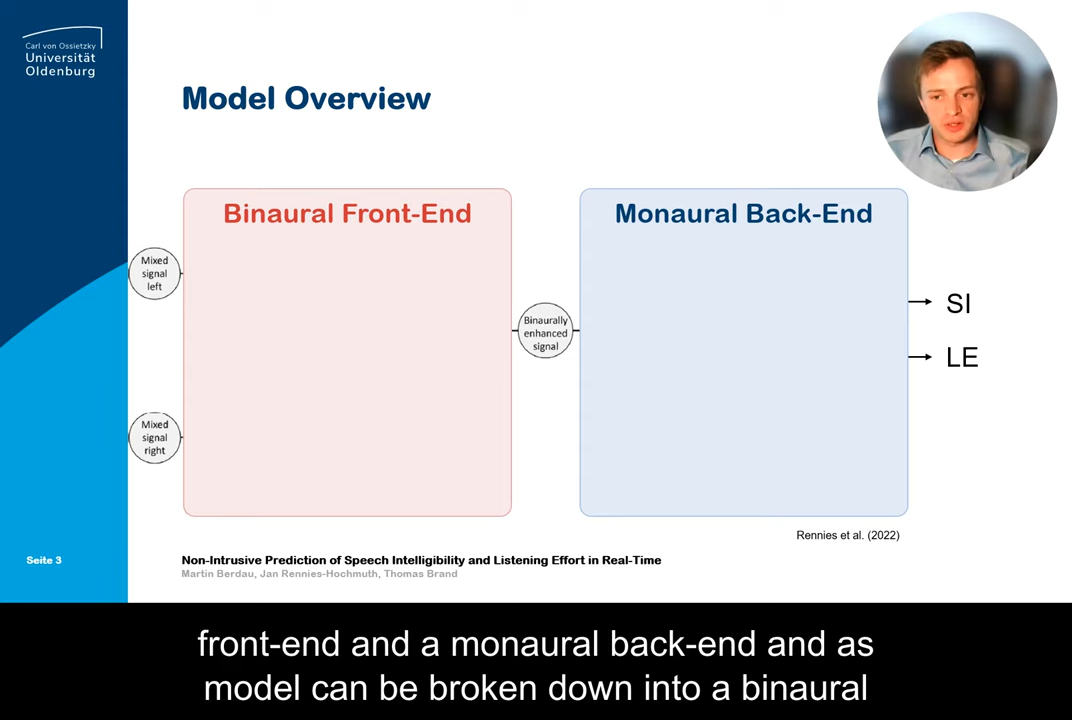 Carl von Ossietzky
Universität
Oldenburg
Model Overview
Binaural Front-End
Monaural Back-End
Mixed
signal
left
Binaurally
enhanced
signal
SI
LE
Mixed
signal
right
Rennies et al. (2022)
Seite 3
Non-Intrusive Prediction of Speech Intelligibility and Listening Effort in Real-Time
Martin Berdau, Jan Rennies-Hochmuth, Thomas Brand
front-end and a monaural back-end and as
model can be broken down into a binaural